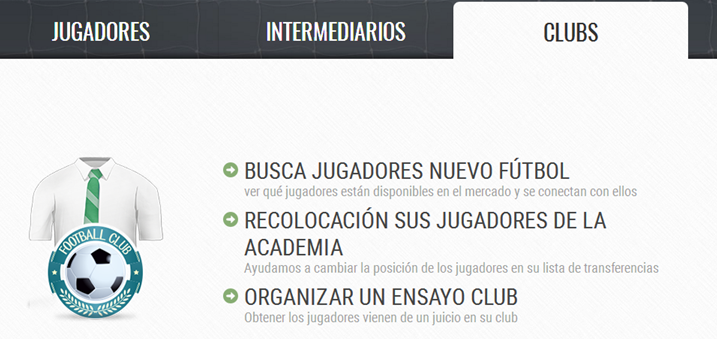 JUGADORES
INTERMEDIARIOS
CLUBS
BUSCA JUGADORES NUEVO FÚTBOL
ver qué jugadores están disponibles en el mercado y se conectan con ellos
RECOLOCACIÓN SUS JUGADORES DE LA
ACADEMIA
Ayudamos a cambiar la posición de los jugadores en su lista de transferencias
ORGANIZAR UN ENSAYO CLUB
Obtener los jugadores vienen de un juicio en su club
FOOTBALL CLUB